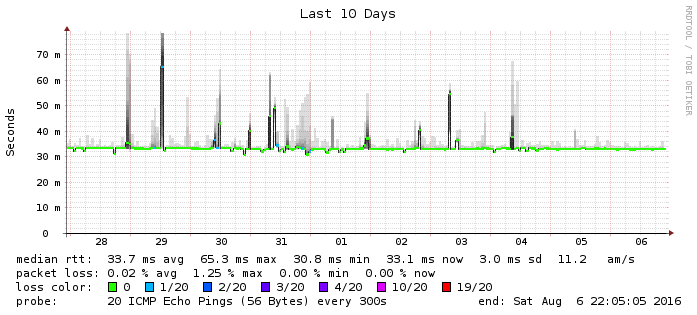 Last 10 Days
RRDTOOL / TOBI OETIKER
Seconds
70 m
60 m
50 m
40 m
30 m
20 m
10 m
0
28 29 30 31 01 02 03 04 05 06
median rtt: 33.7 ms avg 65.3 ms max 30.8 ms min 33.1 ms now 3.0 ms sd 11.2 am/s
packet loss: 0.02 % avg 1.25 % max 0.00 % min 0.00 % now
loss color: 0 1/20 2/20 3/20 4/20 10/20 19/20
probe: 20 ICMP Echo Pings (56 Bytes) every 300s end: Sat Aug 6 22:05:05 2016